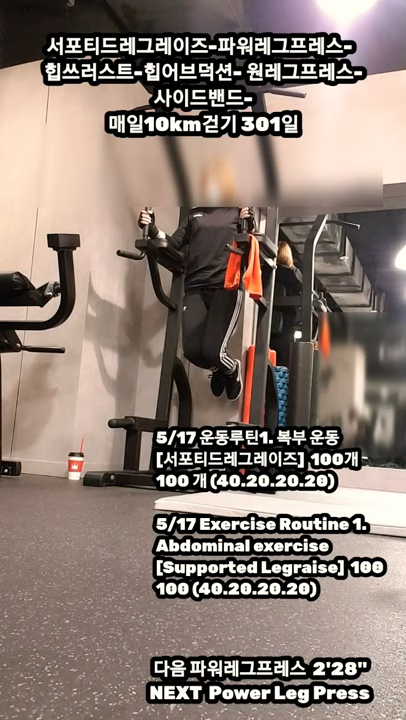 서포티드레그레이즈-파워레그프레스-
힙쓰러스트-힙어브덕션- 원레그프레스-
사이드밴드-
매일10km걷기 301일
5/17 운동루틴1. 복부 운동
[서포티드레그레이즈] 100개
100 개 (40.20.20.20)
5/17 Exercise Routine 1.
Abdominal exercise
[Supported Legraise] 100
100 (40.20.20.20)
다음 파워레그프레스 2'28"
NEXT Power Leg Press